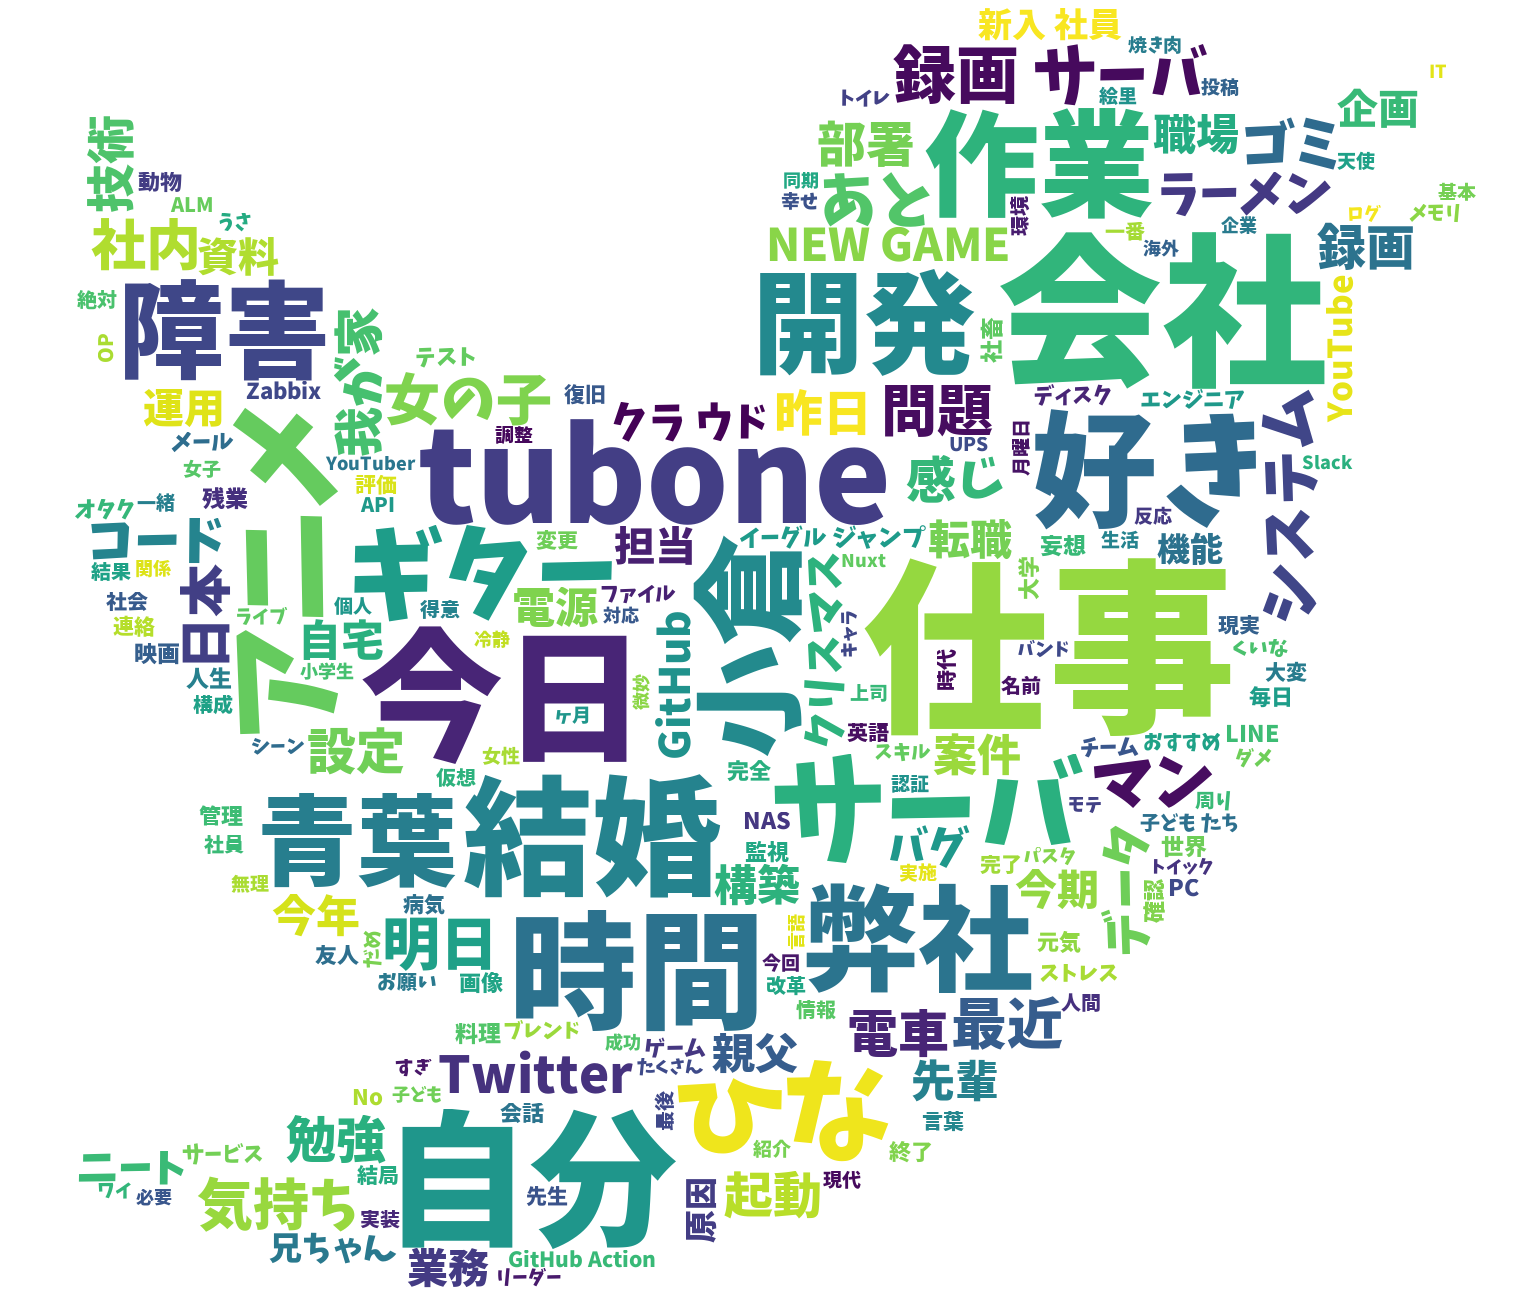 新入 社員
焼き肉
IT
録画 サーバ
トイレ
絵里
投稿
企画
技術
部署
作業
職場
ゴミ
天使
動物
ALM
うさ
同期
幸せ
あと
環境
ラーメン
基本
社内
資料
NEW GAME
一番
海外
企業
ログ
メモリ
録画
絶対
障害
OP
我が家
テスト
開発
社畜
会社
YouTube
運用
Zabbix
女の子
復旧
クラ ウド
昨日
問題
ディスク
エンジニア
メール
女子
アメリカ
YouTuber
調整
tubone
評価
API
感じ
UPS
月曜日
好き
システム
Slack
オタク
一緒
残業
コード
結果
関係
日本
ギター
変更
担当
イーグル ジャンプ
転職
Nuxt
妄想
生活
反応
機能
社会
連絡
ライブ
個人
得意
電源
ファイル
対応
小倉
クリスマス
キャラ
仕事
大学
現実
くいな
映画
人生
構成
自宅
小学生
冷静
今日
ヶ月
微妙
GitHub
上司
時代
バンド
名前
大変
毎日
シーン
設定
仮想
女性
完全
英語
スキル
案件
チーム
おすすめ
LINE
ダメ
管理
社員
青葉
結婚
NAS
監視
サーバ
認証
バグ
マン
モテ
周り
子ども たち
無理
今年
病気
構築
実施
完了
パスタ
今期
データ
世界
トイック
PC
確認
友人
だめ
明日
お願い
画像
時間
言語
今回
改革
弊社
元気
ストレス
料理
ブレンド
成功
ゲーム
たくさん
親父
情報
電車
最近
人間
すぎ
Twitter
No
子ども
会話
最後
ひな
先輩
言葉
ニート
ワイ
サービス
必要
勉強
結局
自分
先生
紹介
終了
気持ち
実装
原因
起動
現代
兄ちゃん
業務
GitHub Action
リーダー